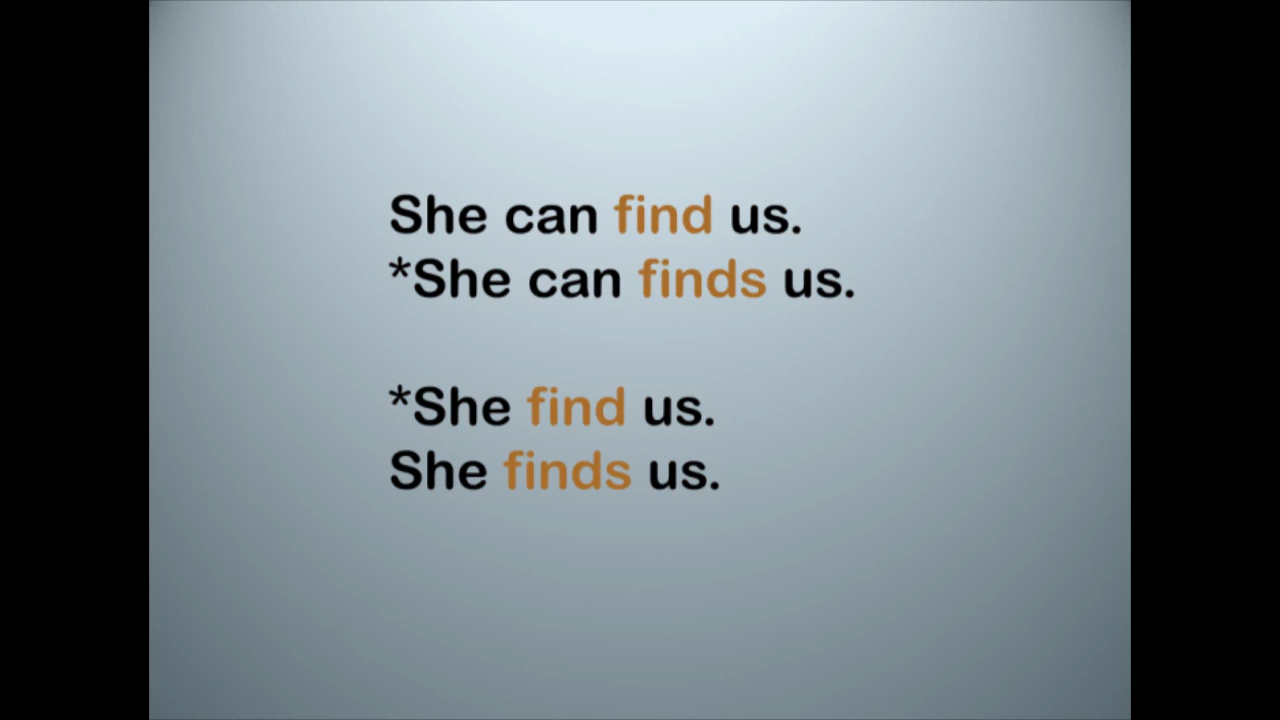 She can find us.
*She can finds us.
*She find us.
She finds us.